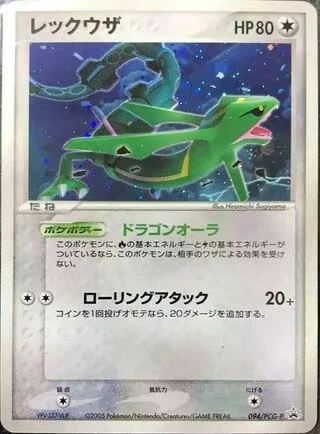 レックウザ HP80
たね
Illus.Hiromichi Sugiyama
ポケボディー ドラゴンオーラ
このポケモンに、の基本エネルギーとの基本エネルギーが
ついているなら、このポケモンは、相手のワザによる効果を受け
ない。
ローリングアタック 20+
コインを1回投げオモテなら、20ダメージを追加する。
弱点 抵抗力 にげる
©2005 Pokémon/Nintendo/Creatures/GAME FREAK 094/PCG-P